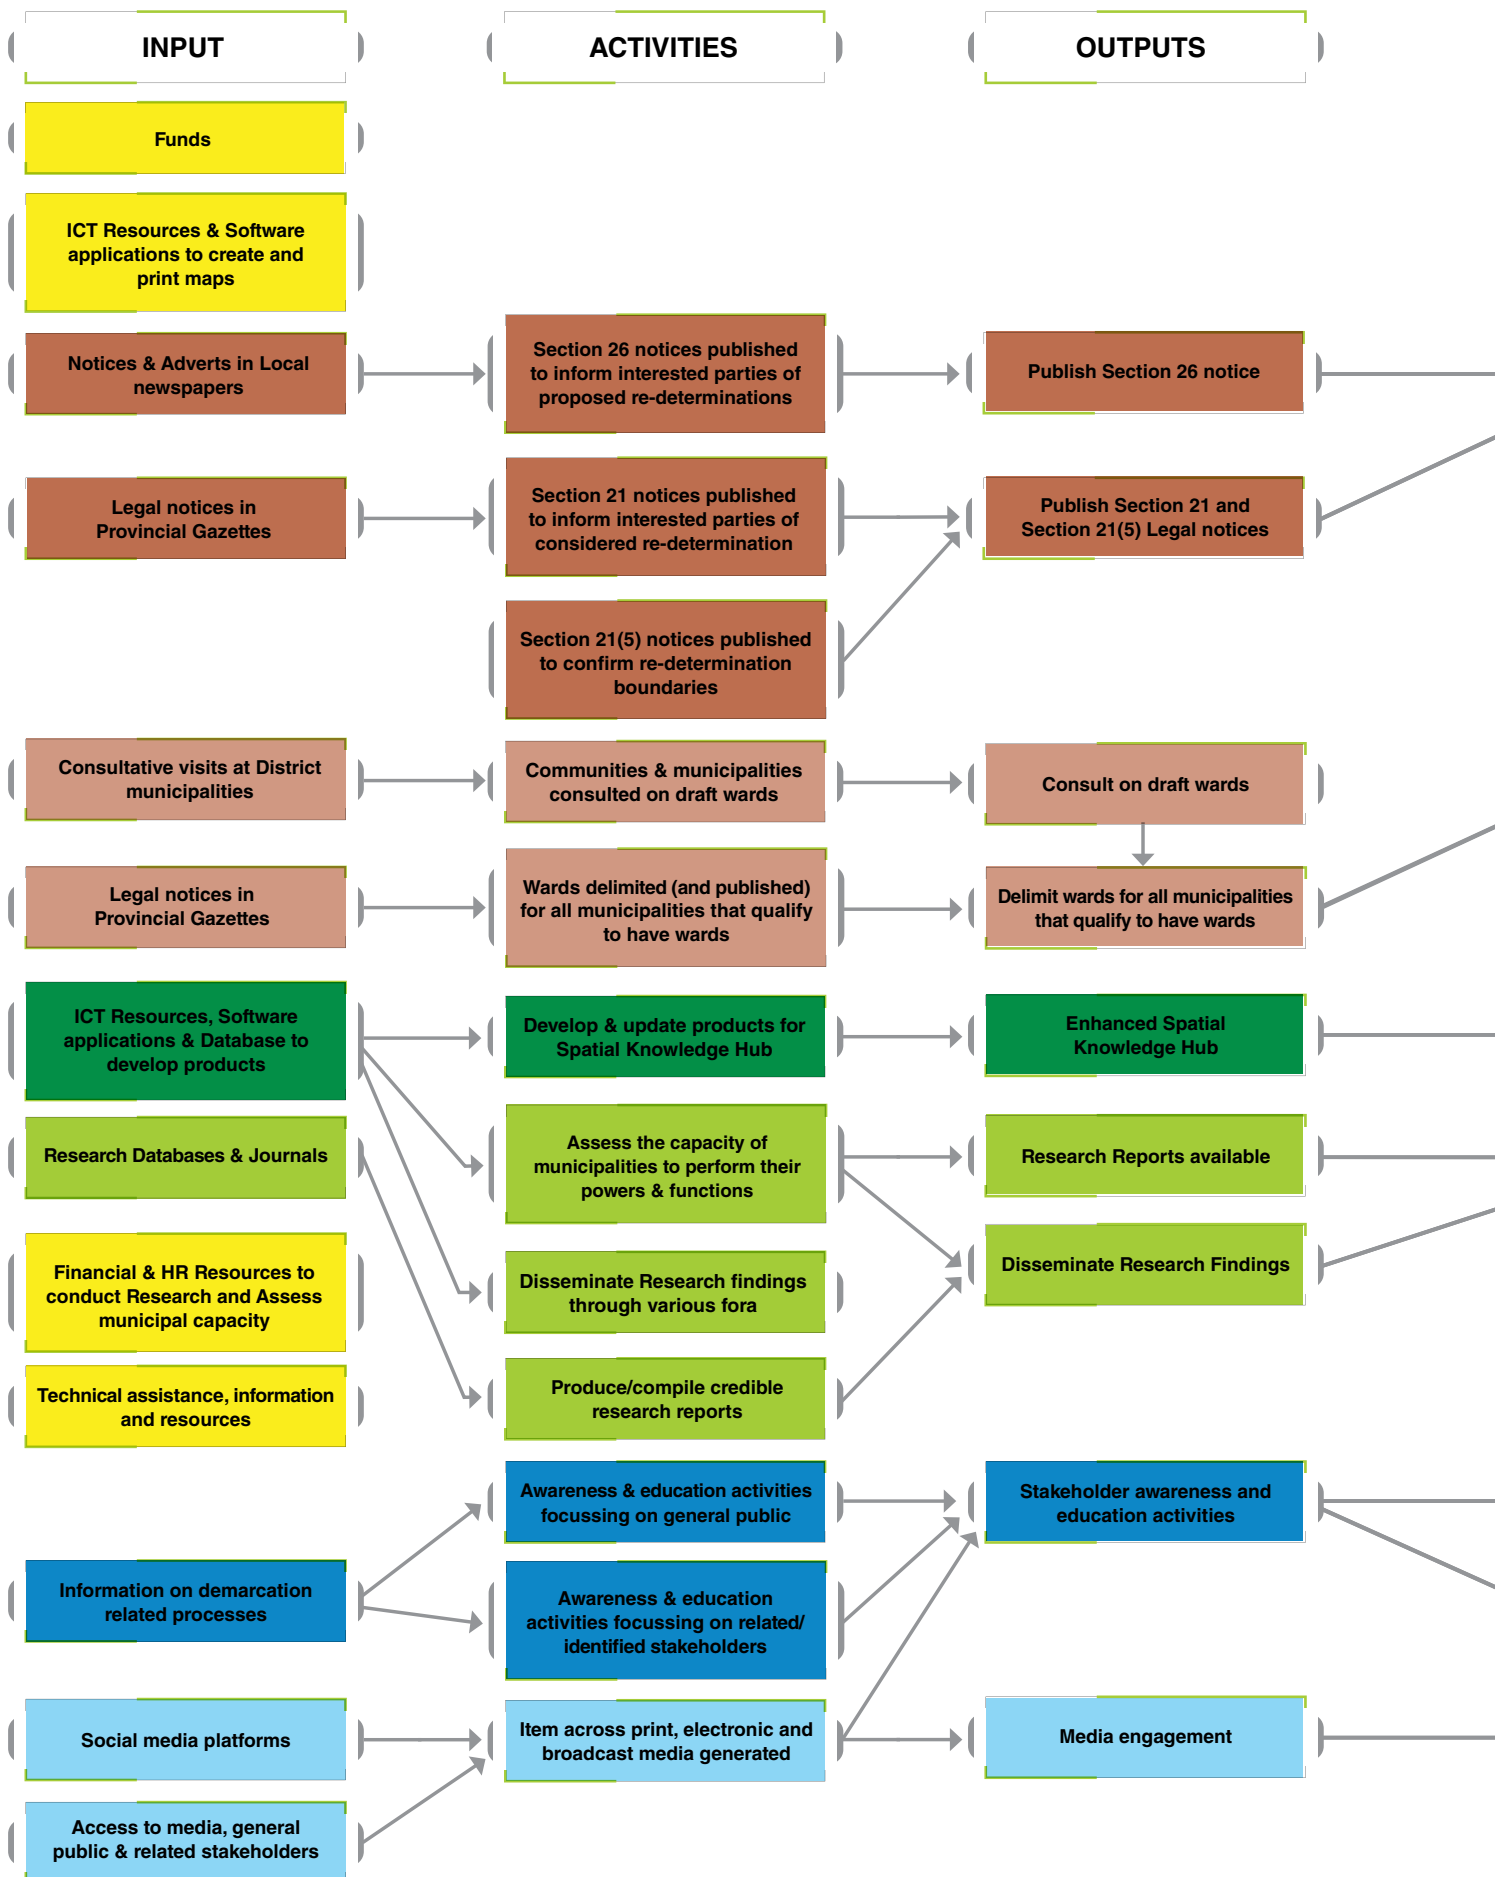 INPUT
ACTIVITIES
OUTPUTS
Funds
ICT Resources & Software
applications to create and
print maps
Notices & Adverts in Local
newspapers
Section 26 notices published
to inform interested parties of
proposed re-determinations
Publish Section 26 notice
Legal notices in
Provincial Gazettes
Section 21 notices published
to inform interested parties of
considered re-determination
Publish Section 21 and
Section 21(5) Legal notices
Section 21(5) notices published
to confirm re-determination
boundaries
Consultative visits at District
municipalities
Communities & municipalities
consulted on draft wards
Consult on draft wards
Legal notices in
Provincial Gazettes
Wards delimited (and published)
for all municipalities that qualify
to have wards
Delimit wards for all municipalities
that qualify to have wards
ICT Resources, Software
applications & Database to
develop products
Develop & update products for
Spatial Knowledge Hub
Enhanced Spatial
Knowledge Hub
Research Databases & Journals
Assess the capacity of
municipalities to perform their
powers & functions
Research Reports available
Financial & HR Resources to
conduct Research and Assess
municipal capacity
Disseminate Research findings
through various fora
Disseminate Research Findings
Technical assistance, information
and resources
Produce/compile credible
research reports
Awareness & education activities
focussing on general public
Stakeholder awareness and
education activities
Information on demarcation
related processes
Awareness & education
activities focussing on related/
identified stakeholders
Social media platforms
Item across print, electronic and
broadcast media generated
Media engagement
Access to media, general
public & related stakeholders